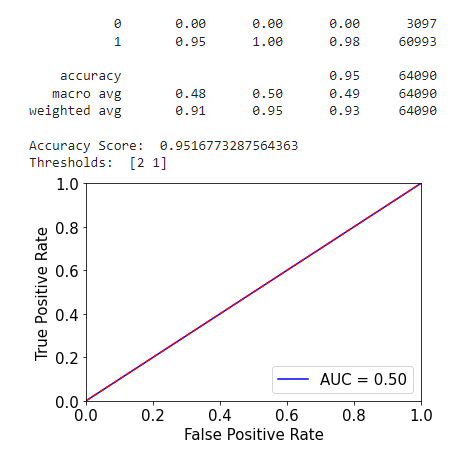 0 0.00 0.00 0.00 3097
1 0.95 1.00 0.98 60993
accuracy 0.95 64090
macro avg 0.48 0.50 0.49 64090
weighted avg 0.91 0.95 0.93 64090
Accuracy Score: 0.9516773287564363
Thresholds: [2 1]
1.0
0.8
0.6
0.4
0.2
0.0
True Positive Rate
AUC = 0.50
0.0 0.2 0.4 0.6 0.8 1.0
False Positive Rate